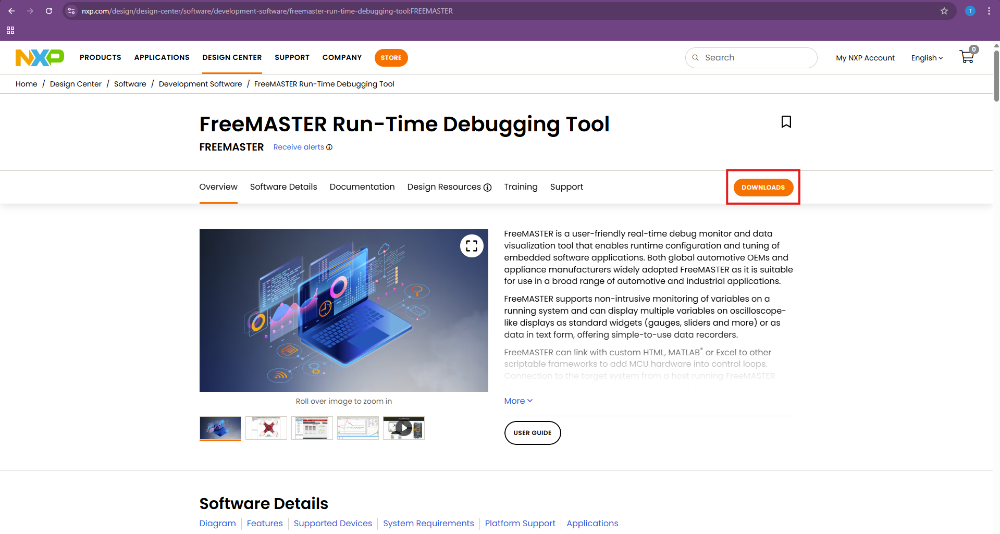 nxp.com/design/design-center/software/development-software/freemaster-run-time-debugging-tool:FREEMASTER
T
NXP
PRODUCTS
APPLICATIONS
DESIGN CENTER
SUPPORT
COMPANY
STORE
Search
My NXP Account
English
0
Home / Design Center / Software / Development Software / FreeMASTER Run-Time Debugging Tool
FreeMASTER Run-Time Debugging Tool
FREEMASTER
Receive alerts
Overview
Software Details
Documentation
Design Resources
Training
Support
DOWNLOADS
FreeMASTER is a user-friendly real-time debug monitor and data
visualization tool that enables runtime configuration and tuning of
embedded software applications. Both global automotive OEMs and
appliance manufacturers widely adopted FreeMASTER as it is suitable
for use in a broad range of automotive and industrial applications.
FreeMASTER supports non-intrusive monitoring of variables on a
running system and can display multiple variables on oscilloscope-
like displays as standard widgets (gauges, sliders and more) or as
data in text form, offering simple-to-use data recorders.
FreeMASTER can link with custom HTML, MATLAB® or Excel to other
scriptable frameworks to add MCU hardware into control loops.
Connection to the target system from a host running FreeMASTER
More
USER GUIDE
Roll over image to zoom in
Software Details
Diagram
Features
Supported Devices
System Requirements
Platform Support
Applications